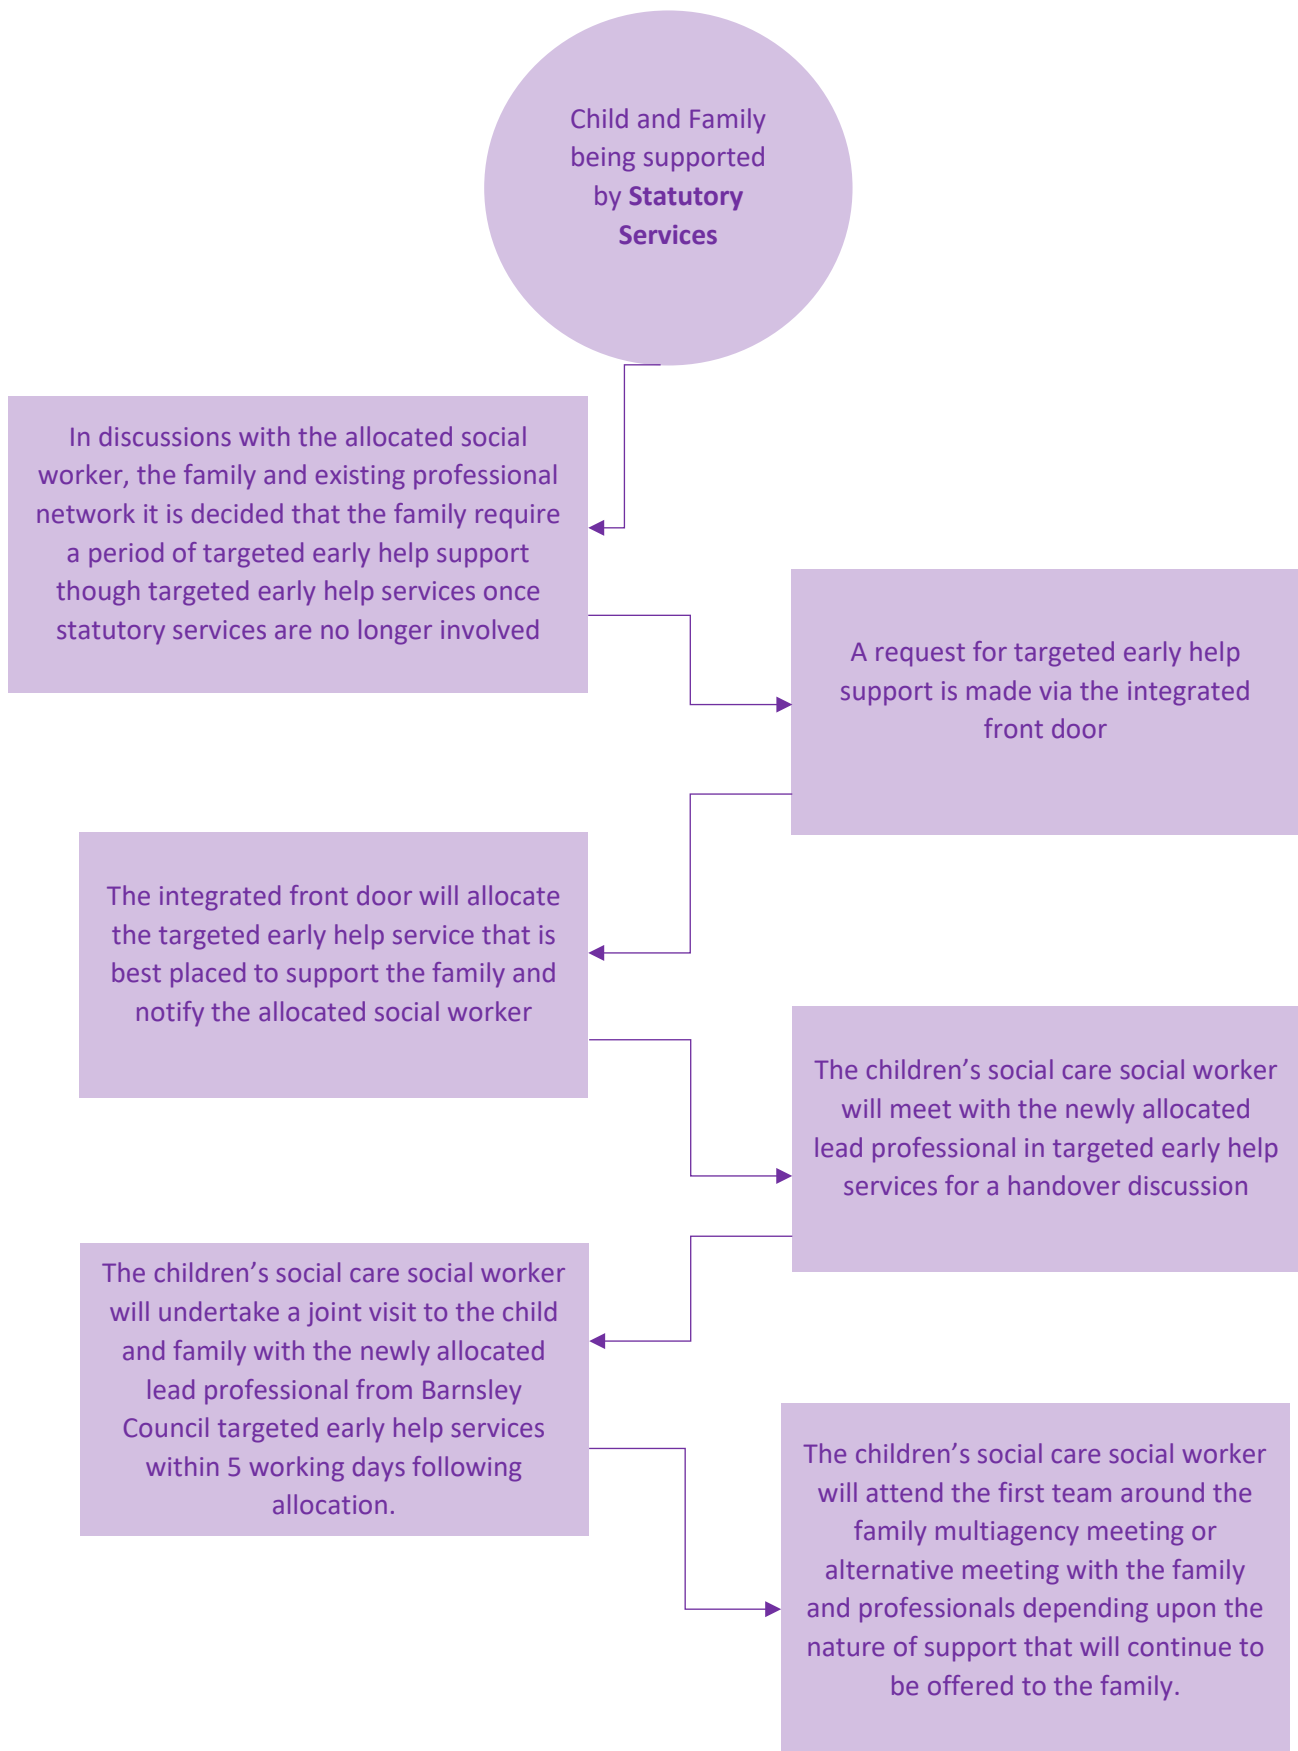 Child and Family
being supported
by Statutory
Services
In discussions with the allocated social
worker, the family and existing professional
network it is decided that the family require
a period of targeted early help support
though targeted early help services once
statutory services are no longer involved
A request for targeted early help
support is made via the integrated
front door
The integrated front door will allocate
the targeted early help service that is
best placed to support the family and
notify the allocated social worker
The children’s social care social worker
will meet with the newly allocated
lead professional in targeted early help
services for a handover discussion
The children’s social care social worker
will undertake a joint visit to the child
and family with the newly allocated
lead professional from Barnsley
Council targeted early help services
within 5 working days following
allocation.
The children’s social care social worker
will attend the first team around the
family multiagency meeting or
alternative meeting with the family
and professionals depending upon the
nature of support that will continue to
be offered to the family.